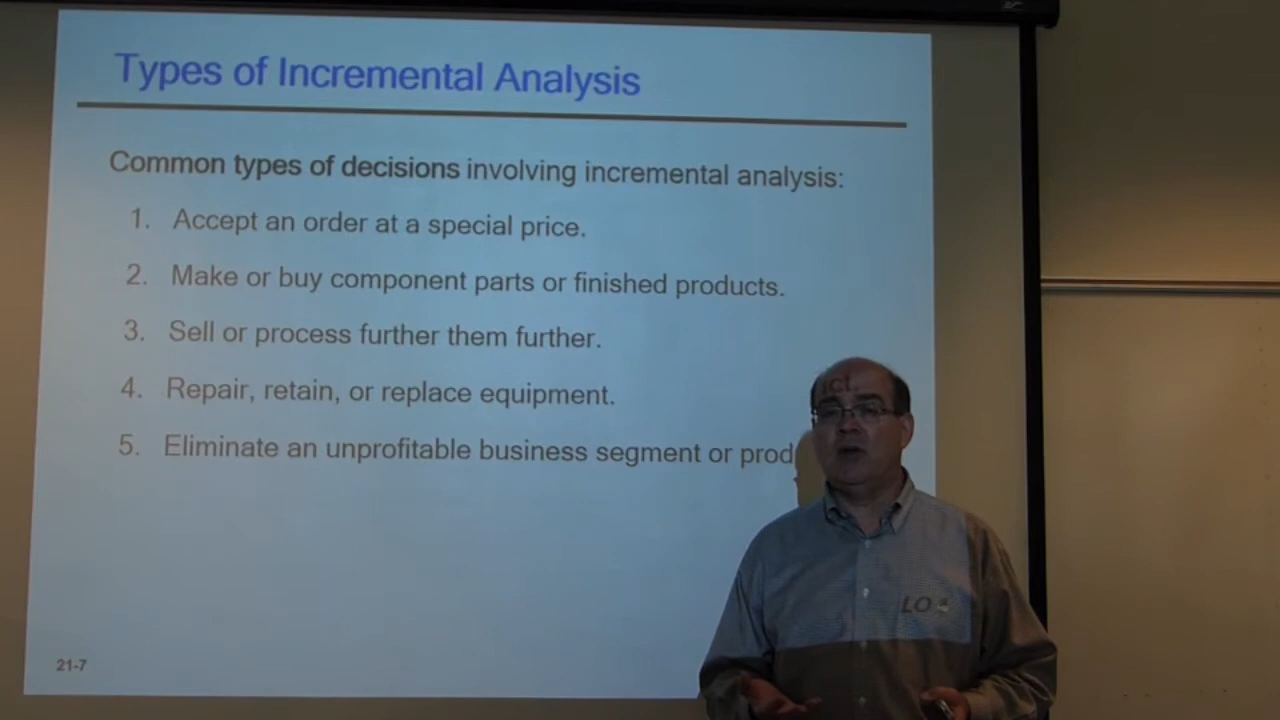 Types of Incremental Analysis
Common types of decisions involving incremental analysis:
1. Accept an order at a special price.
2. Make or buy component parts or finished products.
3. Sell or process further them further.
4. Repair, retain, or replace equipment.
5. Eliminate an unprofitable business segment or prod
uct.
LO
21-7